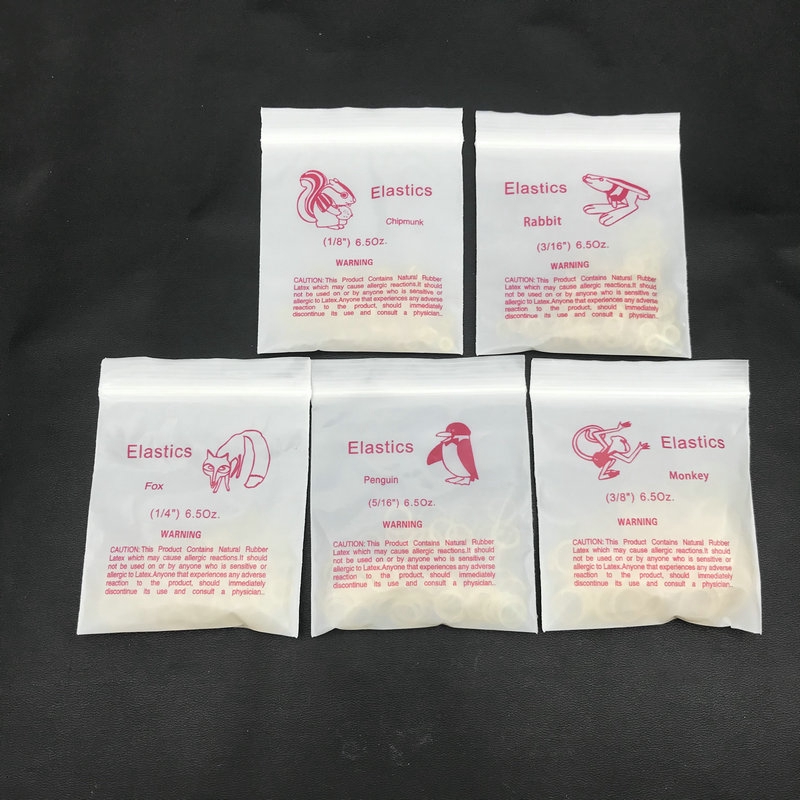 Elastics
Chipmunk
(1/8") 6.5Oz.
WARNING
CAUTION: This Product Contains Natural Rubber
Latex which may cause allergic reactions.It should
not be used on or by anyone who is sensitive or
allergic to Latex.Anyone that experiences any adverse
reaction to the product, should immediately
discontinue its use and consult a physician..
Elastics
Rabbit
(3/16") 6.5Oz.
WARNING
CAUTION: This Product Contains Natural Rubber
Latex which may cause allergic reactions.It should
not be used on or by anyone who is sensitive or
allergic to Latex..Anyone that experiences any adverse
reaction to the product, should immediately
discontinue its use and consult a physician..
Elastics
Fox
(1/4") 6.5Oz.
WARNING
CAUTION: This Product Contains Natural Rubber
Latex which may cause allergic reactions.It should
not be used on or by anyone who is sensitive or
allergic to Latex.Anyone that experiences any adverse
reaction to the product, should immediately
discontinue its use and consult a physician..
Elastics
Penguin
(5/16") 6.5Oz.
WARNING
CAUTION: This Product Contains Natural Rubber
Latex which may cause allergic reactions.It should
not be used on or by anyone who is sensitive or
allergic to Latex.Anyone that experiences any adverse
reaction to the product, should immediately
discontinue its use and consult a physician..
Elastics
Monkey
(3/8") 6.5Oz.
WARNING
CAUTION: This Product Contains Natural Rubber
Latex which may cause allergic reactions.It should
not be used on or by anyone who is sensitive or
allergic to Latex.Anyone that experiences any adverse
reaction to the product, should immediately
discontinue its use and consult a physician..